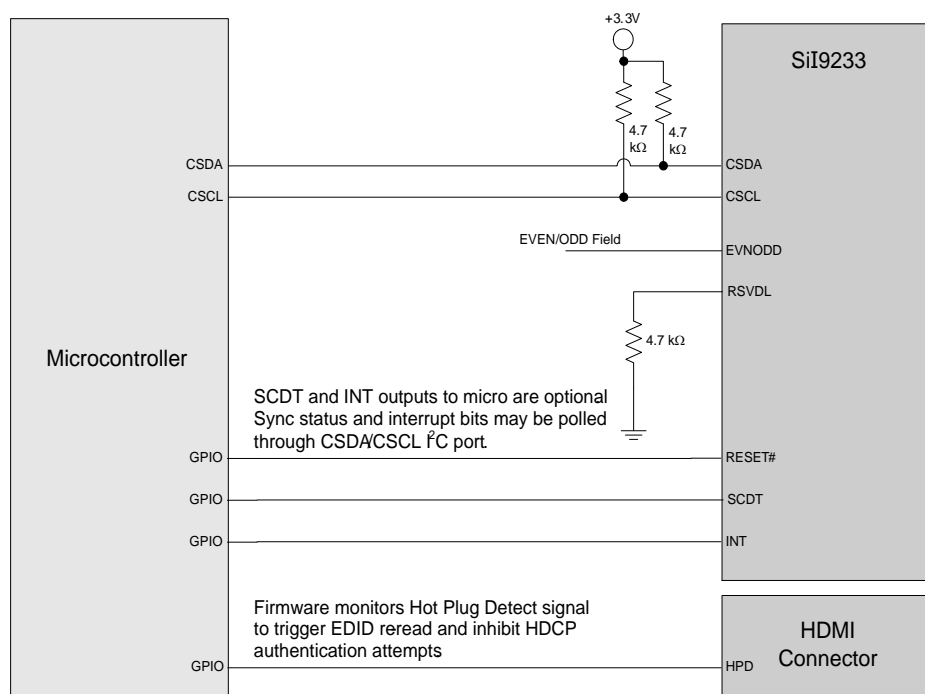 +3.3V
SiI9233
4.7
kΩ
4.7
kΩ
CSDA
CSDA
CSCL
CSCL
EVEN/ODD Field
EVNODD
RSVDL
4.7 kΩ
Microcontroller
SCDT and INT outputs to micro are optional
Sync status and interrupt bits may be polled
through CSDA/CSCL I²C port.
GPIO
RESET#
GPIO
SCDT
GPIO
INT
Firmware monitors Hot Plug Detect signal
to trigger EDID reread and inhibit HDCP
authentication attempts
HDMI
Connector
GPIO
HPD